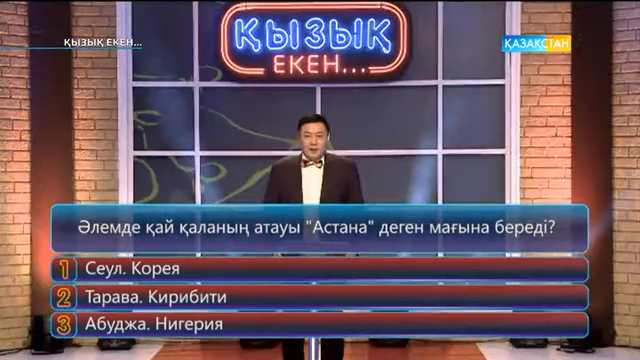 ҚЫЗЫҚ ЕКЕН...
ҚЫЗЫҚ
ЕКЕН...
ҚАЗАҚСТАН
Әлемде қай қаланың атауы "Астана" деген мағына береді?
1 Сеул. Корея
2 Тарава. Кирибити
3 Абуджа. Нигерия